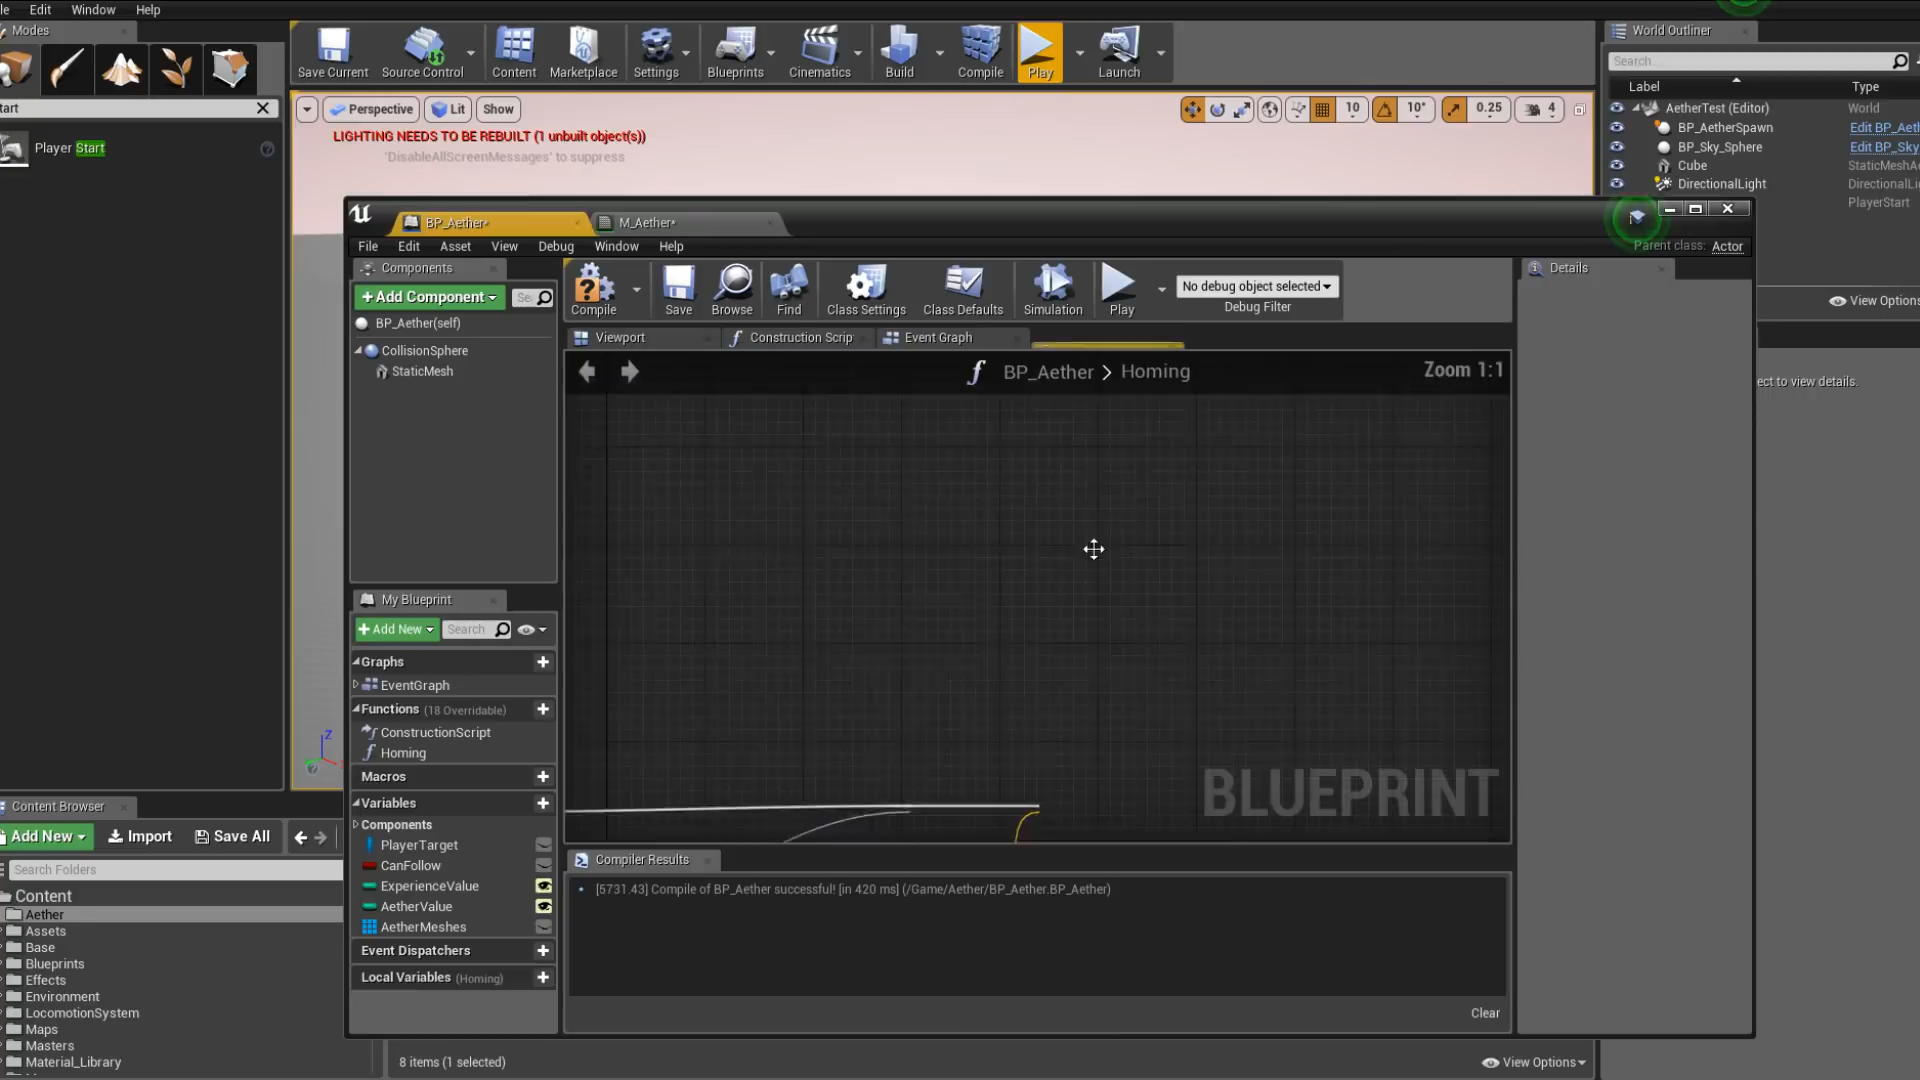 Edit Window Help
Modes
Save Current
Source Control
Content
Marketplace
Settings
Blueprints
Cinematics
Build
Compile
Play
Launch
World Outliner
Search...
Label
Type
tart
Player Start
Perspective
Lit
Show
10
10°
0.25
4
LIGHTING NEEDS TO BE REBUILT (1 unbuilt object(s))
'DisableAllScreenMessages' to suppress
AetherTest (Editor) World
BP_AetherSpawn Edit BP_Aeth
BP_Sky_Sphere Edit BP_Sky
Cube StaticMeshA
DirectionalLight DirectionalLi
PlayerStart
View Options
ect to view details.
BP_Aether*
M_Aether*
File Edit Asset View Debug Window Help
Parent class: Actor
Components
+Add Component
Se
BP_Aether(self)
CollisionSphere
StaticMesh
Compile
Save
Browse
Find
Class Settings
Class Defaults
Simulation
Play
No debug object selected
Debug Filter
Details
Viewport
Construction Scrip
Event Graph
BP_Aether > Homing
Zoom 1:1
BLUEPRINT
My Blueprint
+Add New
Search
Graphs
EventGraph
Functions (18 Overridable)
ConstructionScript
Homing
Macros
Variables
Components
PlayerTarget
CanFollow
ExperienceValue
AetherValue
AetherMeshes
Event Dispatchers
Local Variables (Homing)
Compiler Results
[5731.43] Compile of BP_Aether successful! [in 420 ms] (/Game/Aether/BP_Aether.BP_Aether)
Clear
Content Browser
Add New
Import
Save All
Search Folders
Content
Aether
Assets
Base
Blueprints
Effects
Environment
LocomotionSystem
Maps
Masters
Material_Library
8 items (1 selected)
View Options